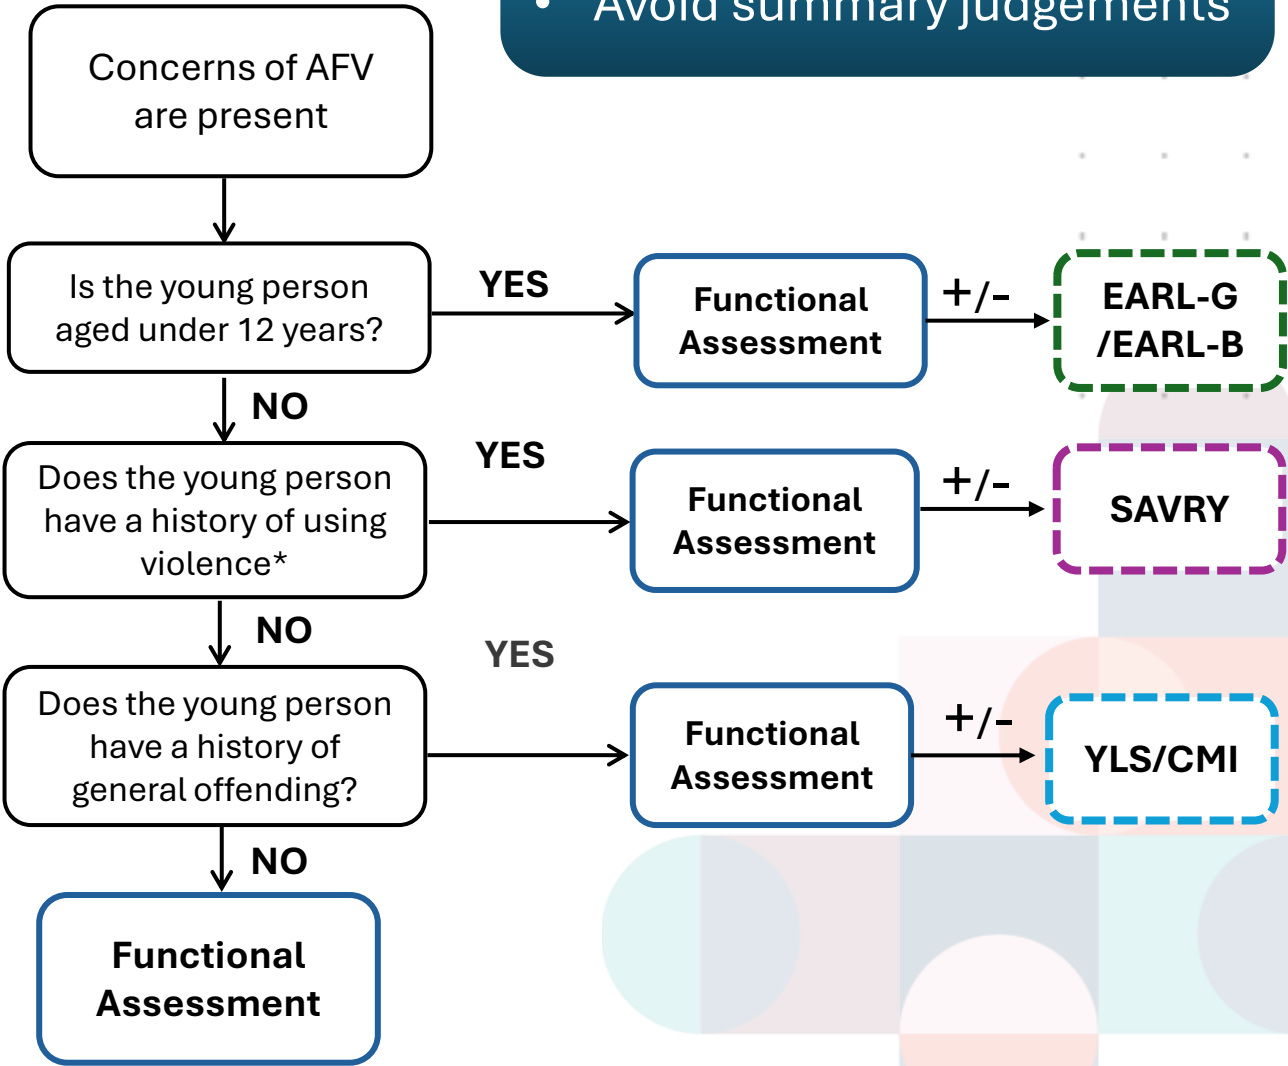 • Avoid summary judgements
Concerns of AFV
are present
Is the young person
aged under 12 years?
YES
Functional
Assessment
+/-
EARL-G
/EARL-B
NO
Does the young person
have a history of using
violence*
YES
Functional
Assessment
+/-
SAVRY
NO
Does the young person
have a history of
general offending?
YES
Functional
Assessment
+/-
YLS/CMI
NO
Functional
Assessment